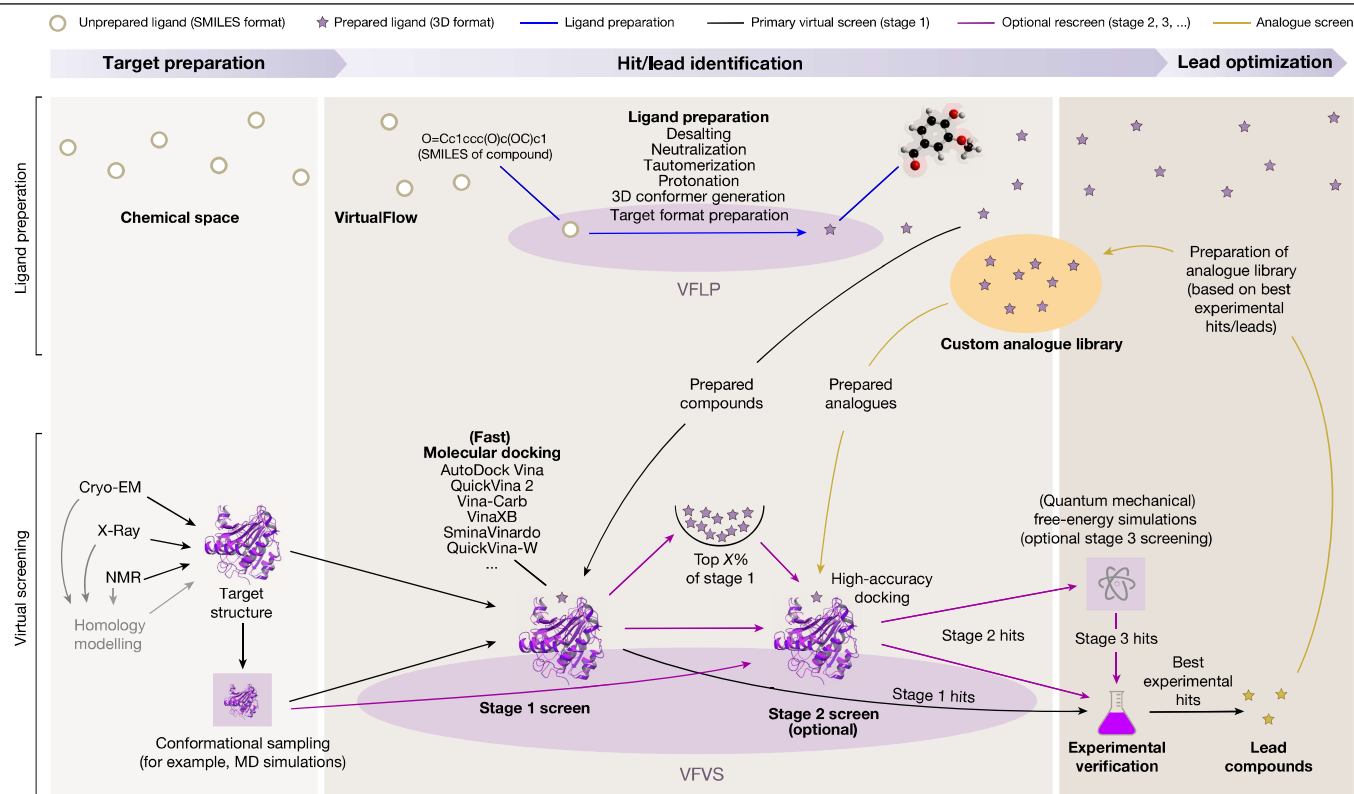 Unprepared ligand (SMILES format)
Prepared ligand (3D format)
Ligand preparation
Primary virtual screen (stage 1)
Optional rescreen (stage 2, 3, ...)
Analogue screen
Target preparation
Hit/lead identification
Lead optimization
Ligand preperation
Chemical space
VirtualFlow
O=Cc1ccc(O)c(OC)c1
(SMILES of compound)
Ligand preparation
Desalting
Neutralization
Tautomerization
Protonation
3D conformer generation
Target format preparation
VFLP
Custom analogue library
Preparation of
analogue library
(based on best
experimental
hits/leads)
Prepared
compounds
Prepared
analogues
Virtual screening
Cryo-EM
X-Ray
NMR
Homology
modelling
Target
structure
Conformational sampling
(for example, MD simulations)
(Fast)
Molecular docking
AutoDock Vina
QuickVina 2
Vina-Carb
VinaXB
SminaVinardo
QuickVina-W
...
Top X%
of stage 1
High-accuracy
docking
Stage 1 screen
Stage 2 screen
(optional)
VFVS
Stage 2 hits
Stage 1 hits
(Quantum mechanical)
free-energy simulations
(optional stage 3 screening)
Stage 3 hits
Best
experimental
hits
Experimental
verification
Lead
compounds